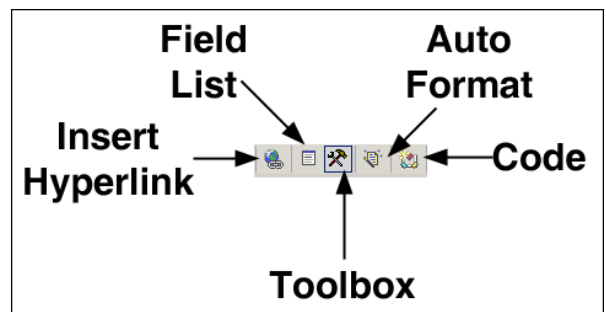 Field
List
Auto
Format
Insert
Hyperlink
Code
Toolbox